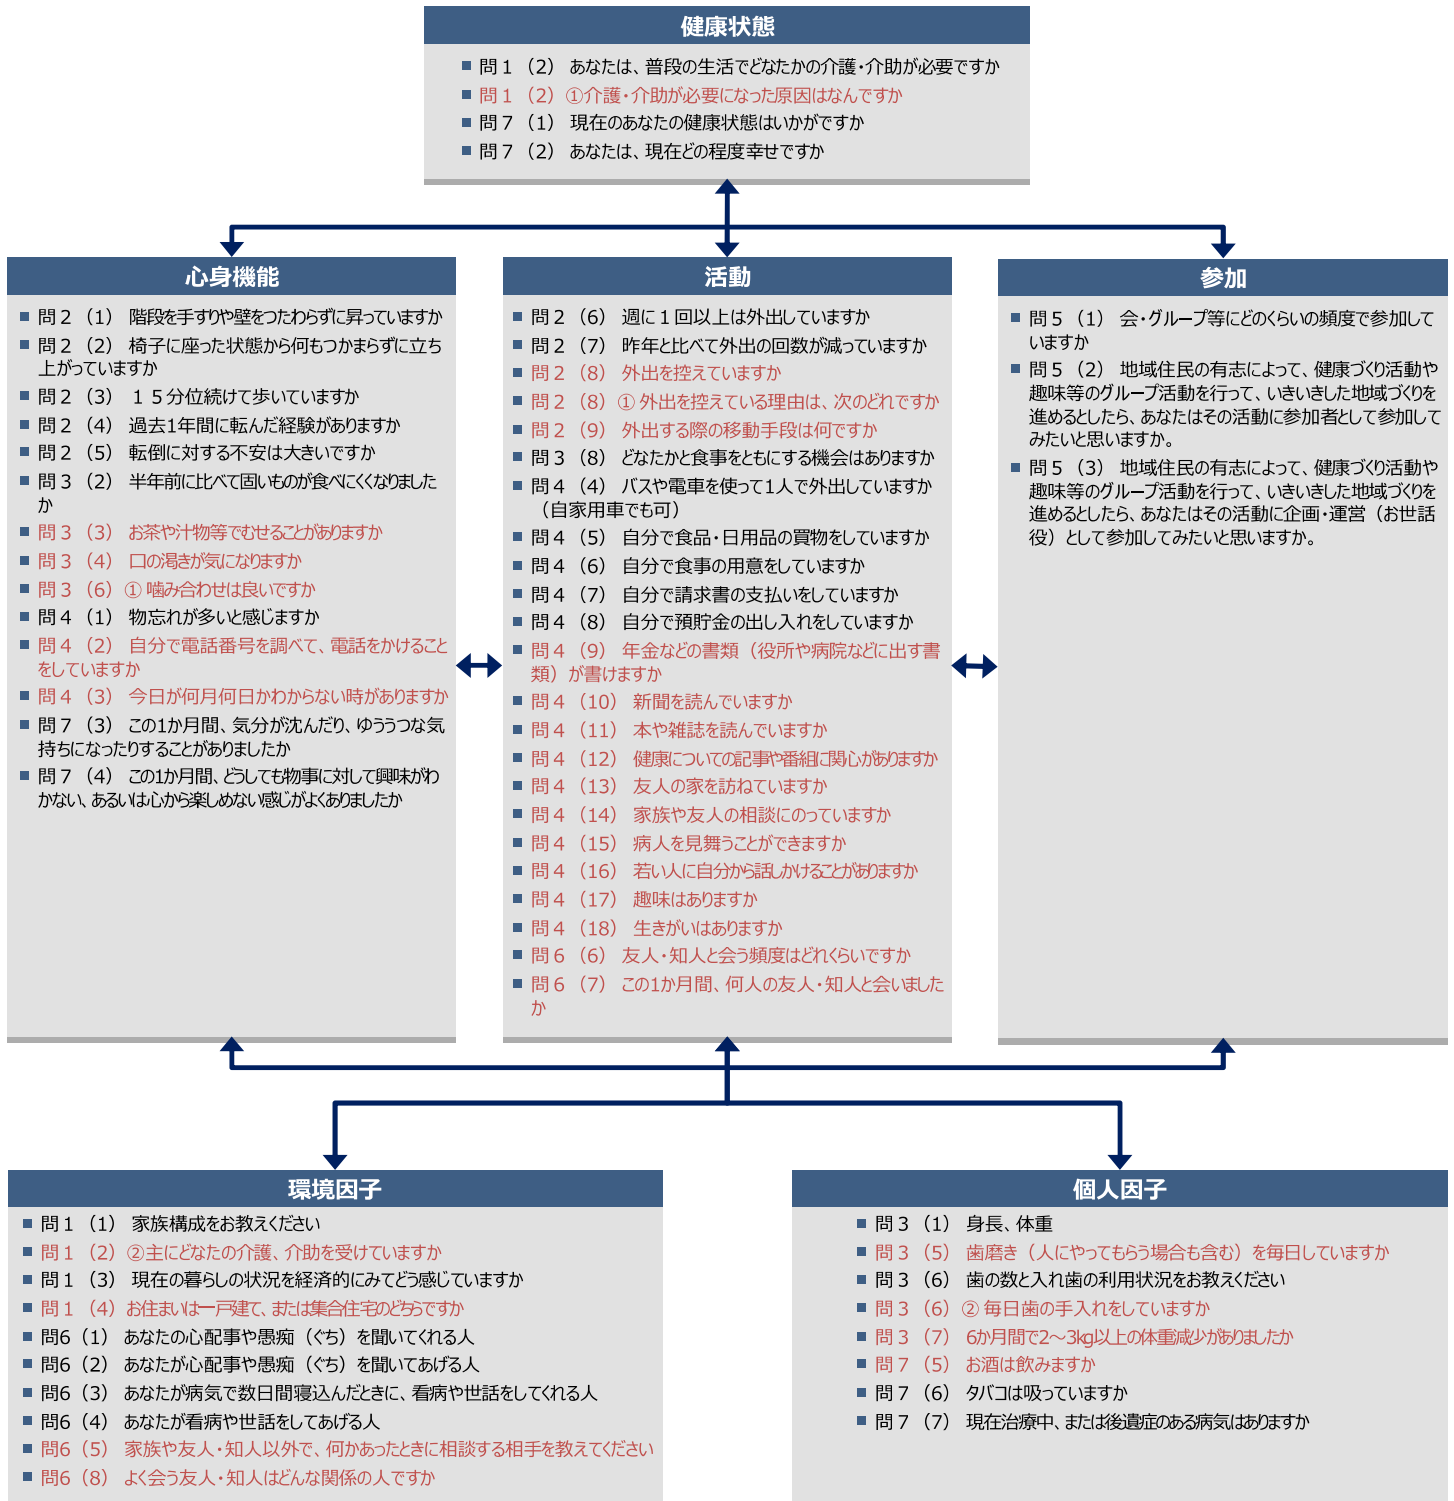 健康状態
問１（2） あなたは、普段の生活でどなたかの介護・介助が必要ですか
問１（2）①介護・介助が必要になった原因はなんですか
問７（1） 現在のあなたの健康状態はいかがですか
問７（2） あなたは、現在どの程度幸せですか
心身機能
問２（1） 階段を手すりや壁をつたわらずに昇っていますか
問２（2） 椅子に座った状態から何もつかまらずに立ち
上がっていますか
問２（3） １５分位続けて歩いていますか
問２（4） 過去1年間に転んだ経験がありますか
問２（5） 転倒に対する不安は大きいですか
問３（2） 半年前に比べて固いものが食べにくくなりました
か
問３（3） お茶や汁物等でむせることがありますか
問３（4） 口の渇きが気になりますか
問３（6）① 噛み合わせは良いですか
問４（1） 物忘れが多いと感じますか
問４（2） 自分で電話番号を調べて、電話をかけること
をしていますか
問４（3） 今日が何月何日かわからない時がありますか
問７（3） この1か月間、気分が沈んだり、ゆううつな気
持ちになったりすることがありましたか
問７（4） この1か月間、どうしても物事に対して興味がわ
かない、あるいは心から楽しめない感じがよくありましたか
活動
問２（6） 週に１回以上は外出していますか
問２（7） 昨年と比べて外出の回数が減っていますか
問２（8） 外出を控えていますか
問２（8）① 外出を控えている理由は、次のどれですか
問２（9） 外出する際の移動手段は何ですか
問３（8） どなたかと食事をともにする機会はありますか
問４（4） バスや電車を使って1人で外出していますか
（自家用車でも可）
問４（5） 自分で食品・日用品の買物をしていますか
問４（6） 自分で食事の用意をしていますか
問４（7） 自分で請求書の支払いをしていますか
問４（8） 自分で預貯金の出し入れをしていますか
問４（9） 年金などの書類（役所や病院などに出す書
類）が書けますか
問４（10） 新聞を読んでいますか
問４（11） 本や雑誌を読んでいますか
問４（12） 健康についての記事や番組に関心がありますか
問４（13） 友人の家を訪ねていますか
問４（14） 家族や友人の相談にのっていますか
問４（15） 病人を見舞うことができますか
問４（16） 若い人に自分から話しかけることがありますか
問４（17） 趣味はありますか
問４（18） 生きがいはありますか
問６（6） 友人・知人と会う頻度はどれくらいですか
問６（7） この1か月間、何人の友人・知人と会いました
か
参加
問５（1） 会・グループ等にどのくらいの頻度で参加して
いますか
問５（2） 地域住民の有志によって、健康づくり活動や
趣味等のグループ活動を行って、いきいきした地域づくりを
進めるとしたら、あなたはその活動に参加者として参加して
みたいと思いますか。
問５（3） 地域住民の有志によって、健康づくり活動や
趣味等のグループ活動を行って、いきいきした地域づくりを
進めるとしたら、あなたはその活動に企画・運営（お世話
役）として参加してみたいと思いますか。
環境因子
問１（1） 家族構成をお教えください
問１（2）②主にどなたの介護、介助を受けていますか
問１（3） 現在の暮らしの状況を経済的にみてどう感じていますか
問１（4） お住まいは一戸建て、または集合住宅のどちらですか
問6（1） あなたの心配事や愚痴（ぐち）を聞いてくれる人
問6（2） あなたが心配事や愚痴（ぐち）を聞いてあげる人
問6（3） あなたが病気で数日間寝込んだときに、看病や世話をしてくれる人
問6（4） あなたが看病や世話をしてあげる人
問6（5） 家族や友人・知人以外で、何かあったときに相談する相手を教えてください
問6（8） よく会う友人・知人はどんな関係の人ですか
個人因子
問３（1） 身長、体重
問３（5） 歯磨き（人にやってもらう場合も含む）を毎日していますか
問３（6） 歯の数と入れ歯の利用状況をお教えください
問３（6）② 毎日歯の手入れをしていますか
問３（7） 6か月間で2～3kg以上の体重減少がありましたか
問７（5） お酒は飲みますか
問７（6） タバコは吸っていますか
問７（7） 現在治療中、または後遺症のある病気はありますか